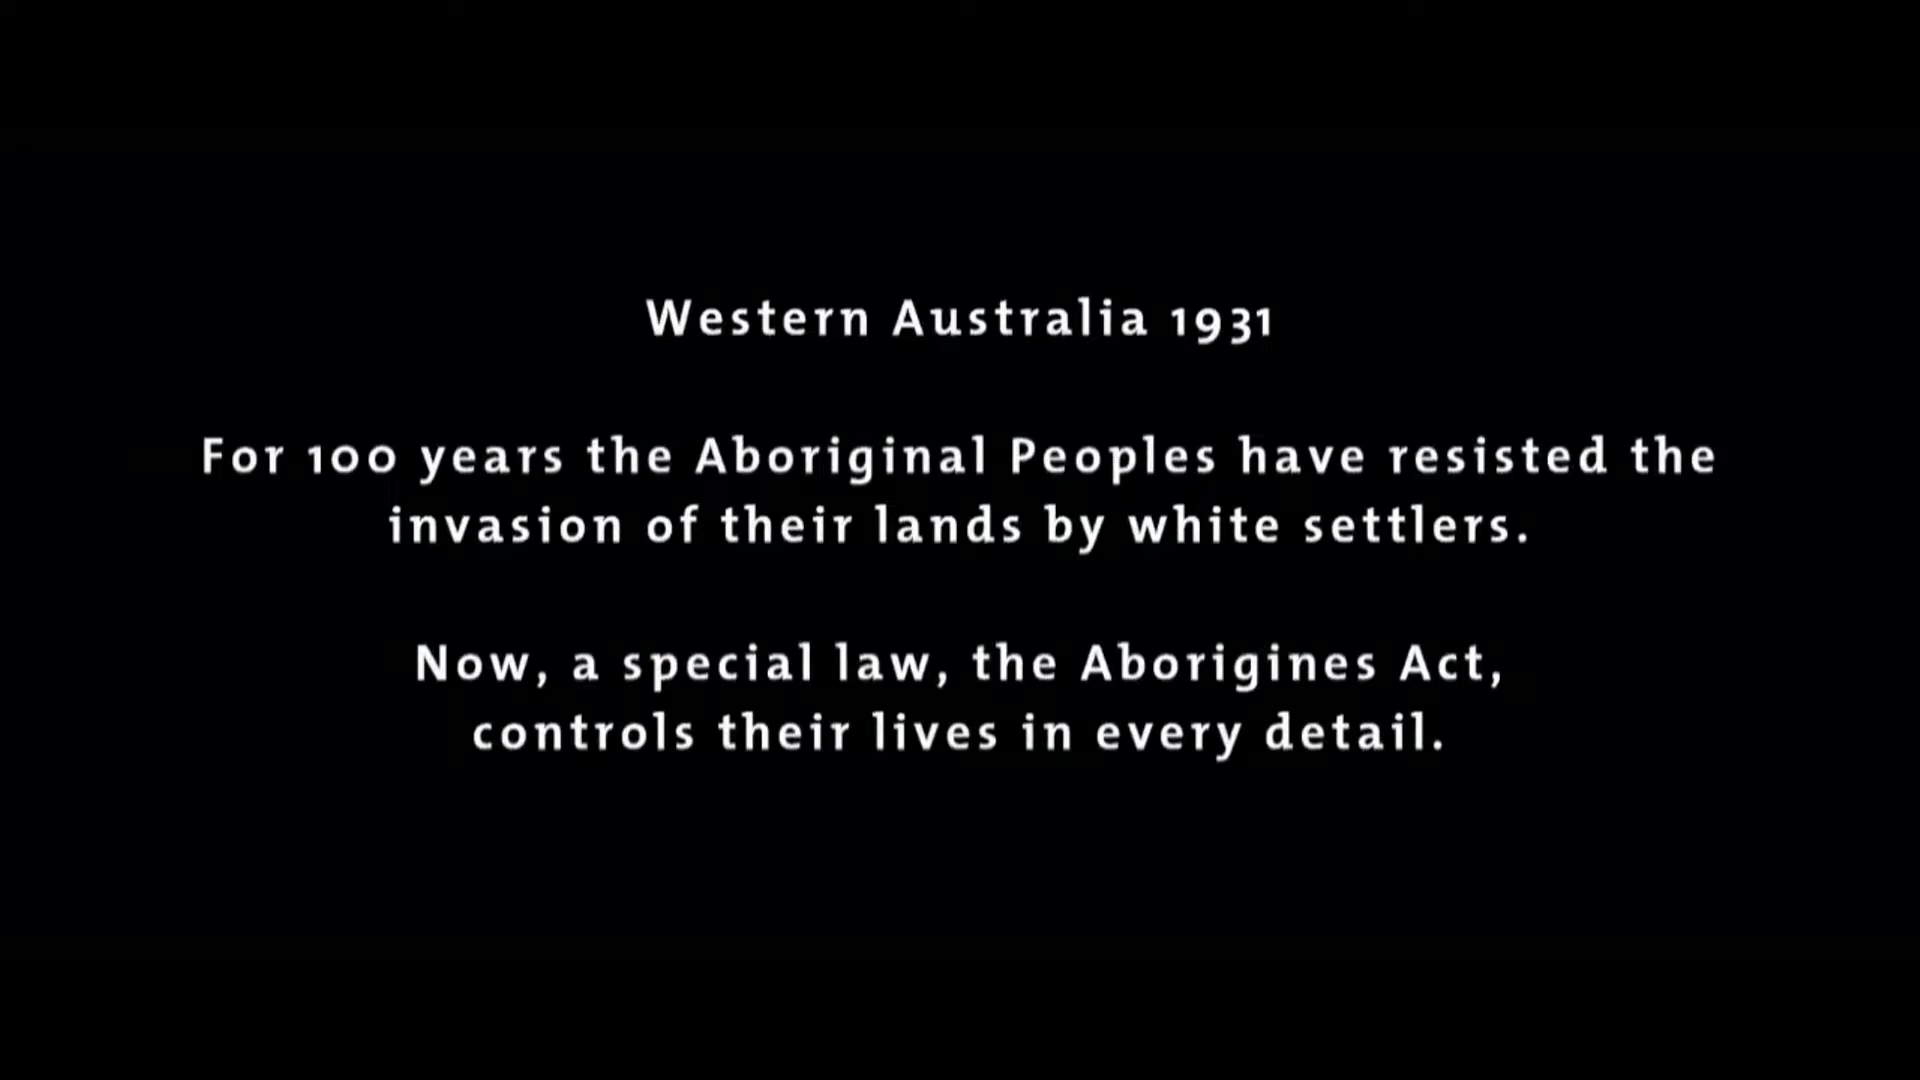 Western Australia 1931
For 100 years the Aboriginal Peoples have resisted the
invasion of their lands by white settlers.
Now, a special law, the Aborigines Act,
controls their lives in every detail.